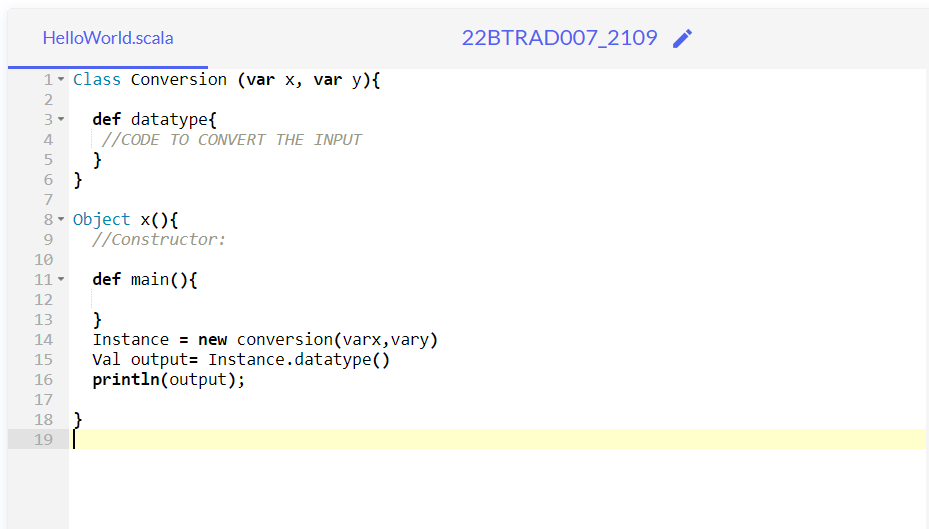 HelloWorld.scala 22BTRAD007_2109
1 Class Conversion (var x, var y){
2
3 def datatype{
4 //CODE TO CONVERT THE INPUT
5 }
6 }
7
8 Object x(){
9 //Constructor:
10
11 def main(){
12
13 }
14 Instance = new conversion(varx,vary)
15 Val output= Instance.datatype()
16 println(output);
17
18 }
19